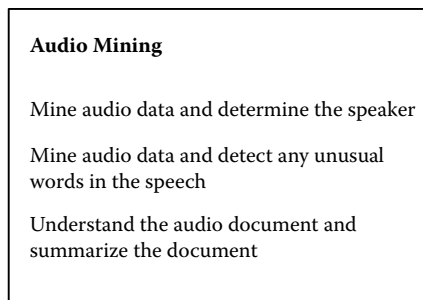 Audio Mining
Mine audio data and determine the speaker
Mine audio data and detect any unusual
words in the speech
Understand the audio document and
summarize the document